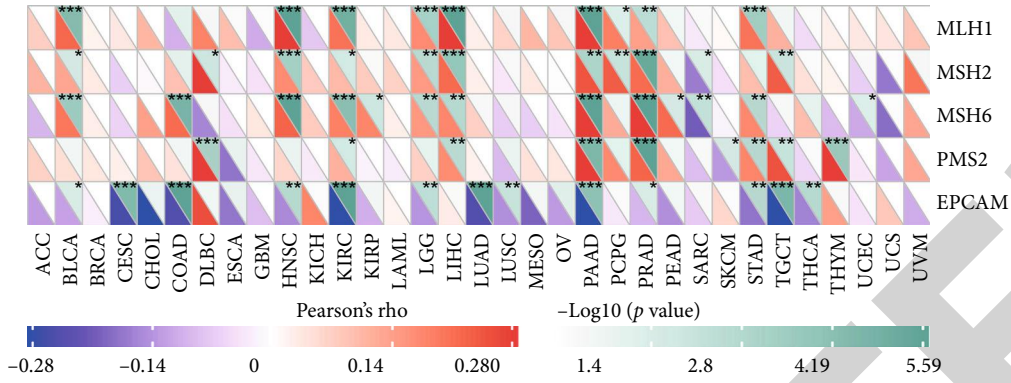 *** *** *** *** *** *** * ** *** MLH1
* * *** * ** *** ** ** *** * ** MSH2
*** *** *** *** * ** ** *** *** * ** ** * MSH6
*** * ** *** *** * ** ** *** PMS2
* *** *** ** *** ** *** ** *** * ** *** ** EPCAM
ACC BLCA BRCA CESC CHOL COAD DLBC ESCA GBM HNSC KICH KIRC KIRP LAML LGG LIHC LUAD LUSC MESO OV PAAD PCPG PRAD PEAD SARC SKCM STAD TGCT THCA THYM UCEC UCS UVM
Pearson's rho
−0.28 −0.14 0 0.14 0.280
−Log10 (p value)
1.4 2.8 4.19 5.59